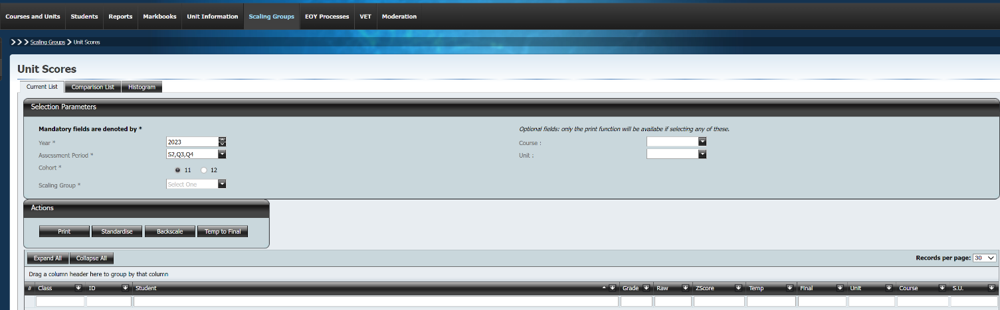 Courses and Units Students Reports Markbooks Unit Information Scaling Groups EOY Processes VET Moderation
Scaling Groups Unit Scores
Unit Scores
Current List Comparison List Histogram
Selection Parameters
Mandatory fields are denoted by * Optional fields: only the print function will be availabe if selecting any of these.
Year * 2023 Course :
Assessment Period * S2,Q3,Q4 Unit :
Cohort * 11 12
Scaling Group * Select One
Actions
Print Standardise Backscale Temp to Final
Expand All Collapse All Records per page: 30
Drag a column header here to group by that column
# Class ID Student Grade Raw ZScore Temp Final Unit Course S.U.